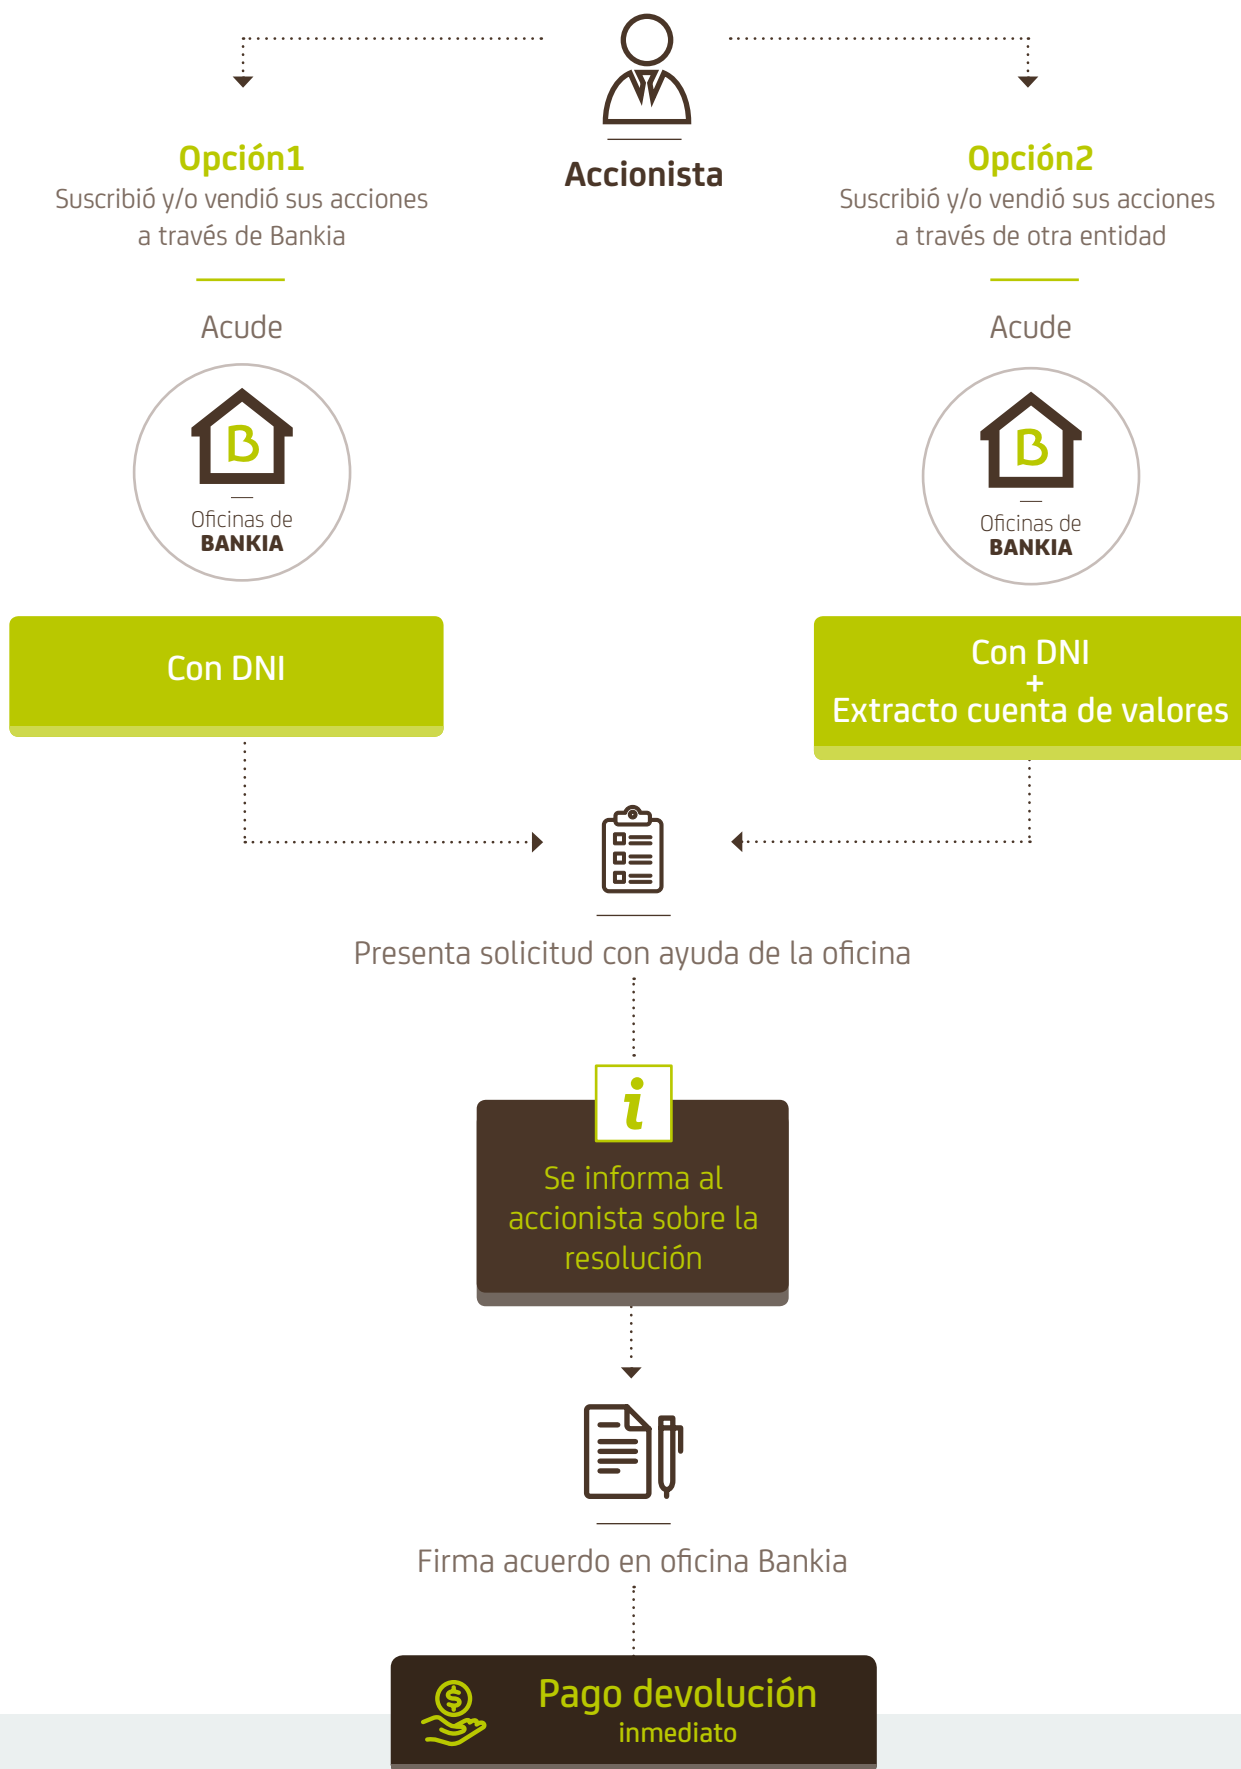 Accionista
Opción1
Suscribió y/o vendió sus acciones
a través de Bankia
Acude
B
Oficinas de
BANKIA
Con DNI
Opción2
Suscribió y/o vendió sus acciones
a través de otra entidad
Acude
B
Oficinas de
BANKIA
Con DNI
+
Extracto cuenta de valores
Presenta solicitud con ayuda de la oficina
i
Se informa al
accionista sobre la
resolución
Firma acuerdo en oficina Bankia
$
Pago devolución
inmediato